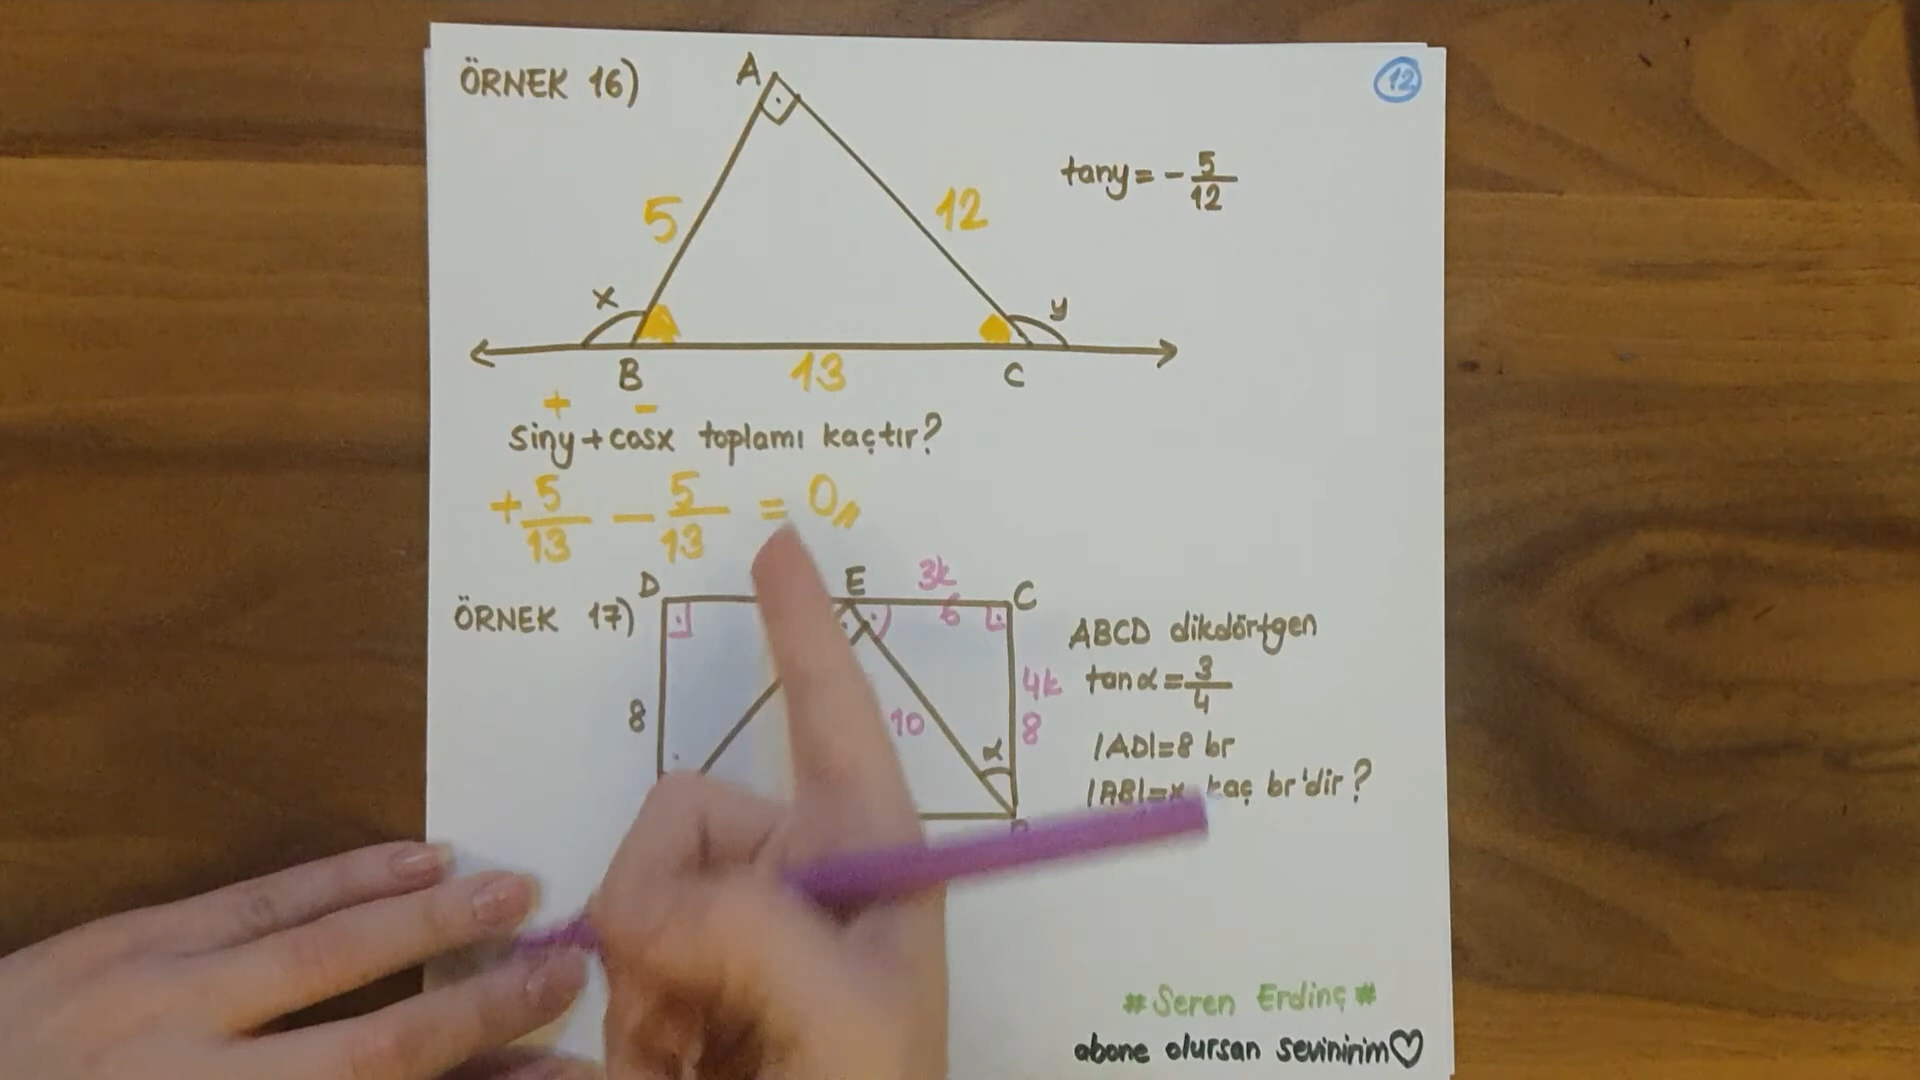 ÖRNEK 16)
12
A
tany = - 5/12
5
12
x
y
B
13
C
+ -
siny + cosx toplamı kaçtır?
+ 5/13 - 5/13 = 0
ÖRNEK 17)
D
E
3k
C
6
ABCD dikdörtgen
tanα = 3/4
4k
8
10
8
α
|AD|=8 br
|AB|=x kaç br'dir?
#Seren Erdinç#
abone olursan sevinirim♡